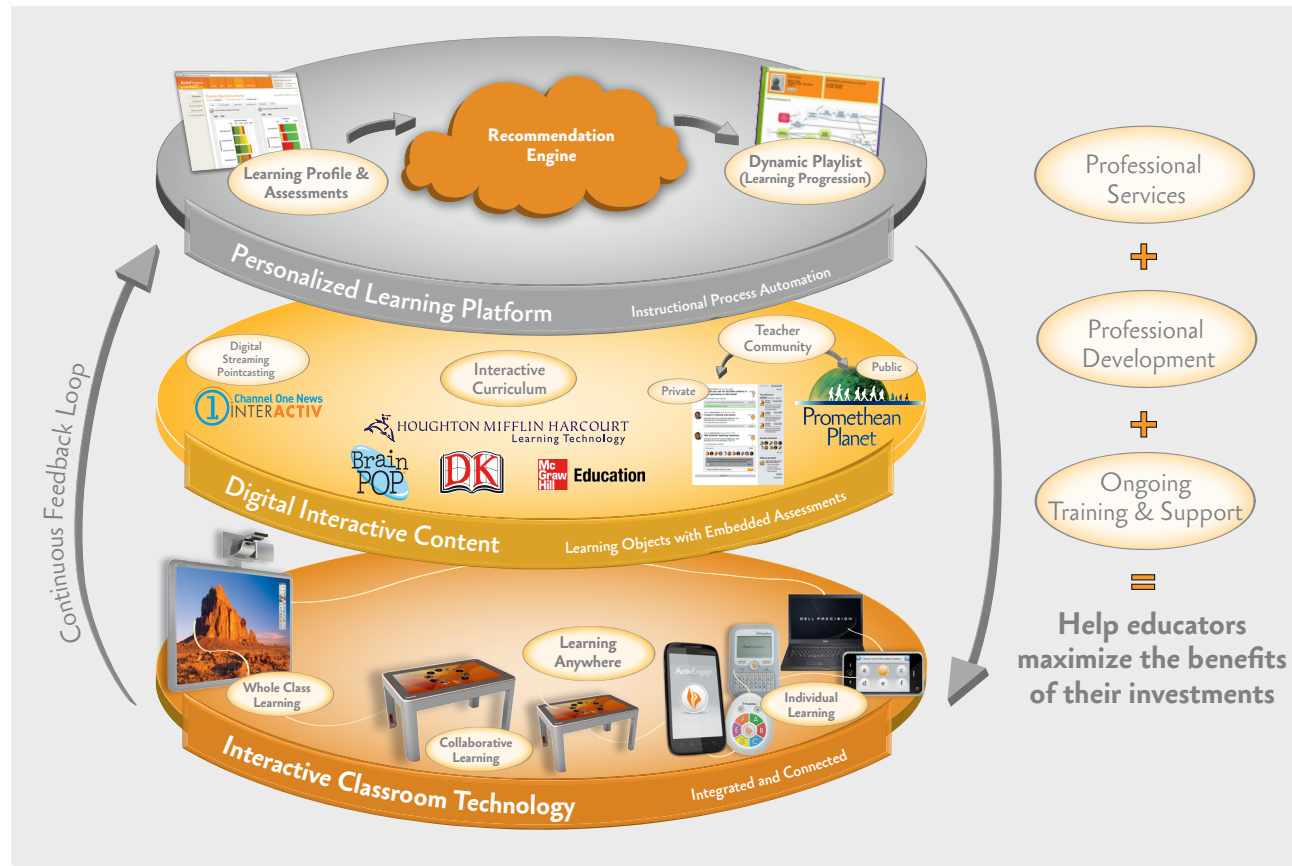 Recommendation
Engine
Learning Profile &
Assessments
Dynamic Playlist
(Learning Progression)
Personalized Learning Platform
Instructional Process Automation
Digital
Streaming
Pointcasting
Channel One News
INTERACTIV
Interactive
Curriculum
HOUGHTON MIFFLIN HARCOURT
Learning Technology
Brain
POP
DK
Mc
Graw
Hill
Education
Teacher
Community
Private
Public
Promethean
Planet
Digital Interactive Content
Learning Objects with Embedded Assessments
Whole Class
Learning
Collaborative
Learning
Learning
Anywhere
ActivEngage
DELL PRECISION
Individual
Learning
Interactive Classroom Technology
Integrated and Connected
Continuous Feedback Loop
Professional
Services
+
Professional
Development
+
Ongoing
Training & Support
=
Help educators
maximize the benefits
of their investments